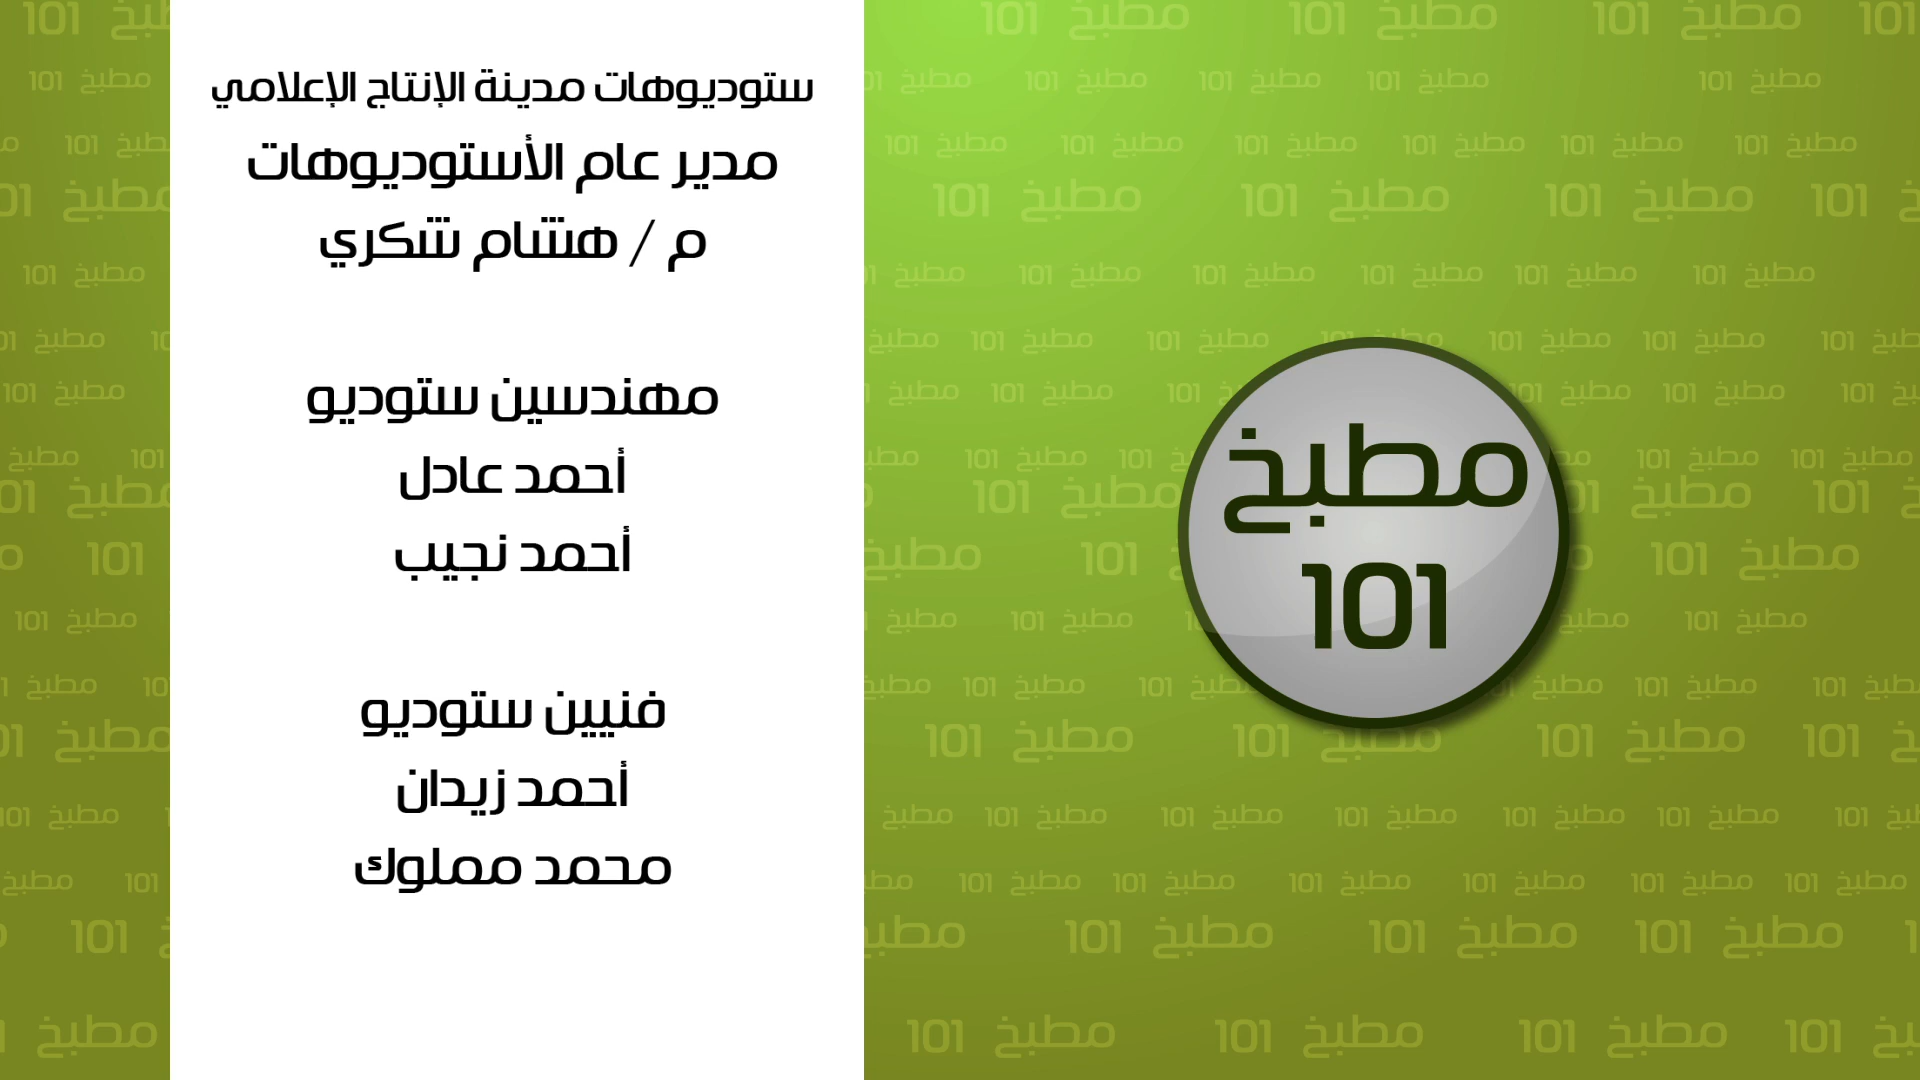 ستوديوهات مدينة الإنتاج الإعلامي
مدير عام الأستوديوهات
م / هشام شكري
مهندسين ستوديو
أحمد عادل
أحمد نجيب
فنيين ستوديو
أحمد زيدان
محمد مملوك
مطبخ
101